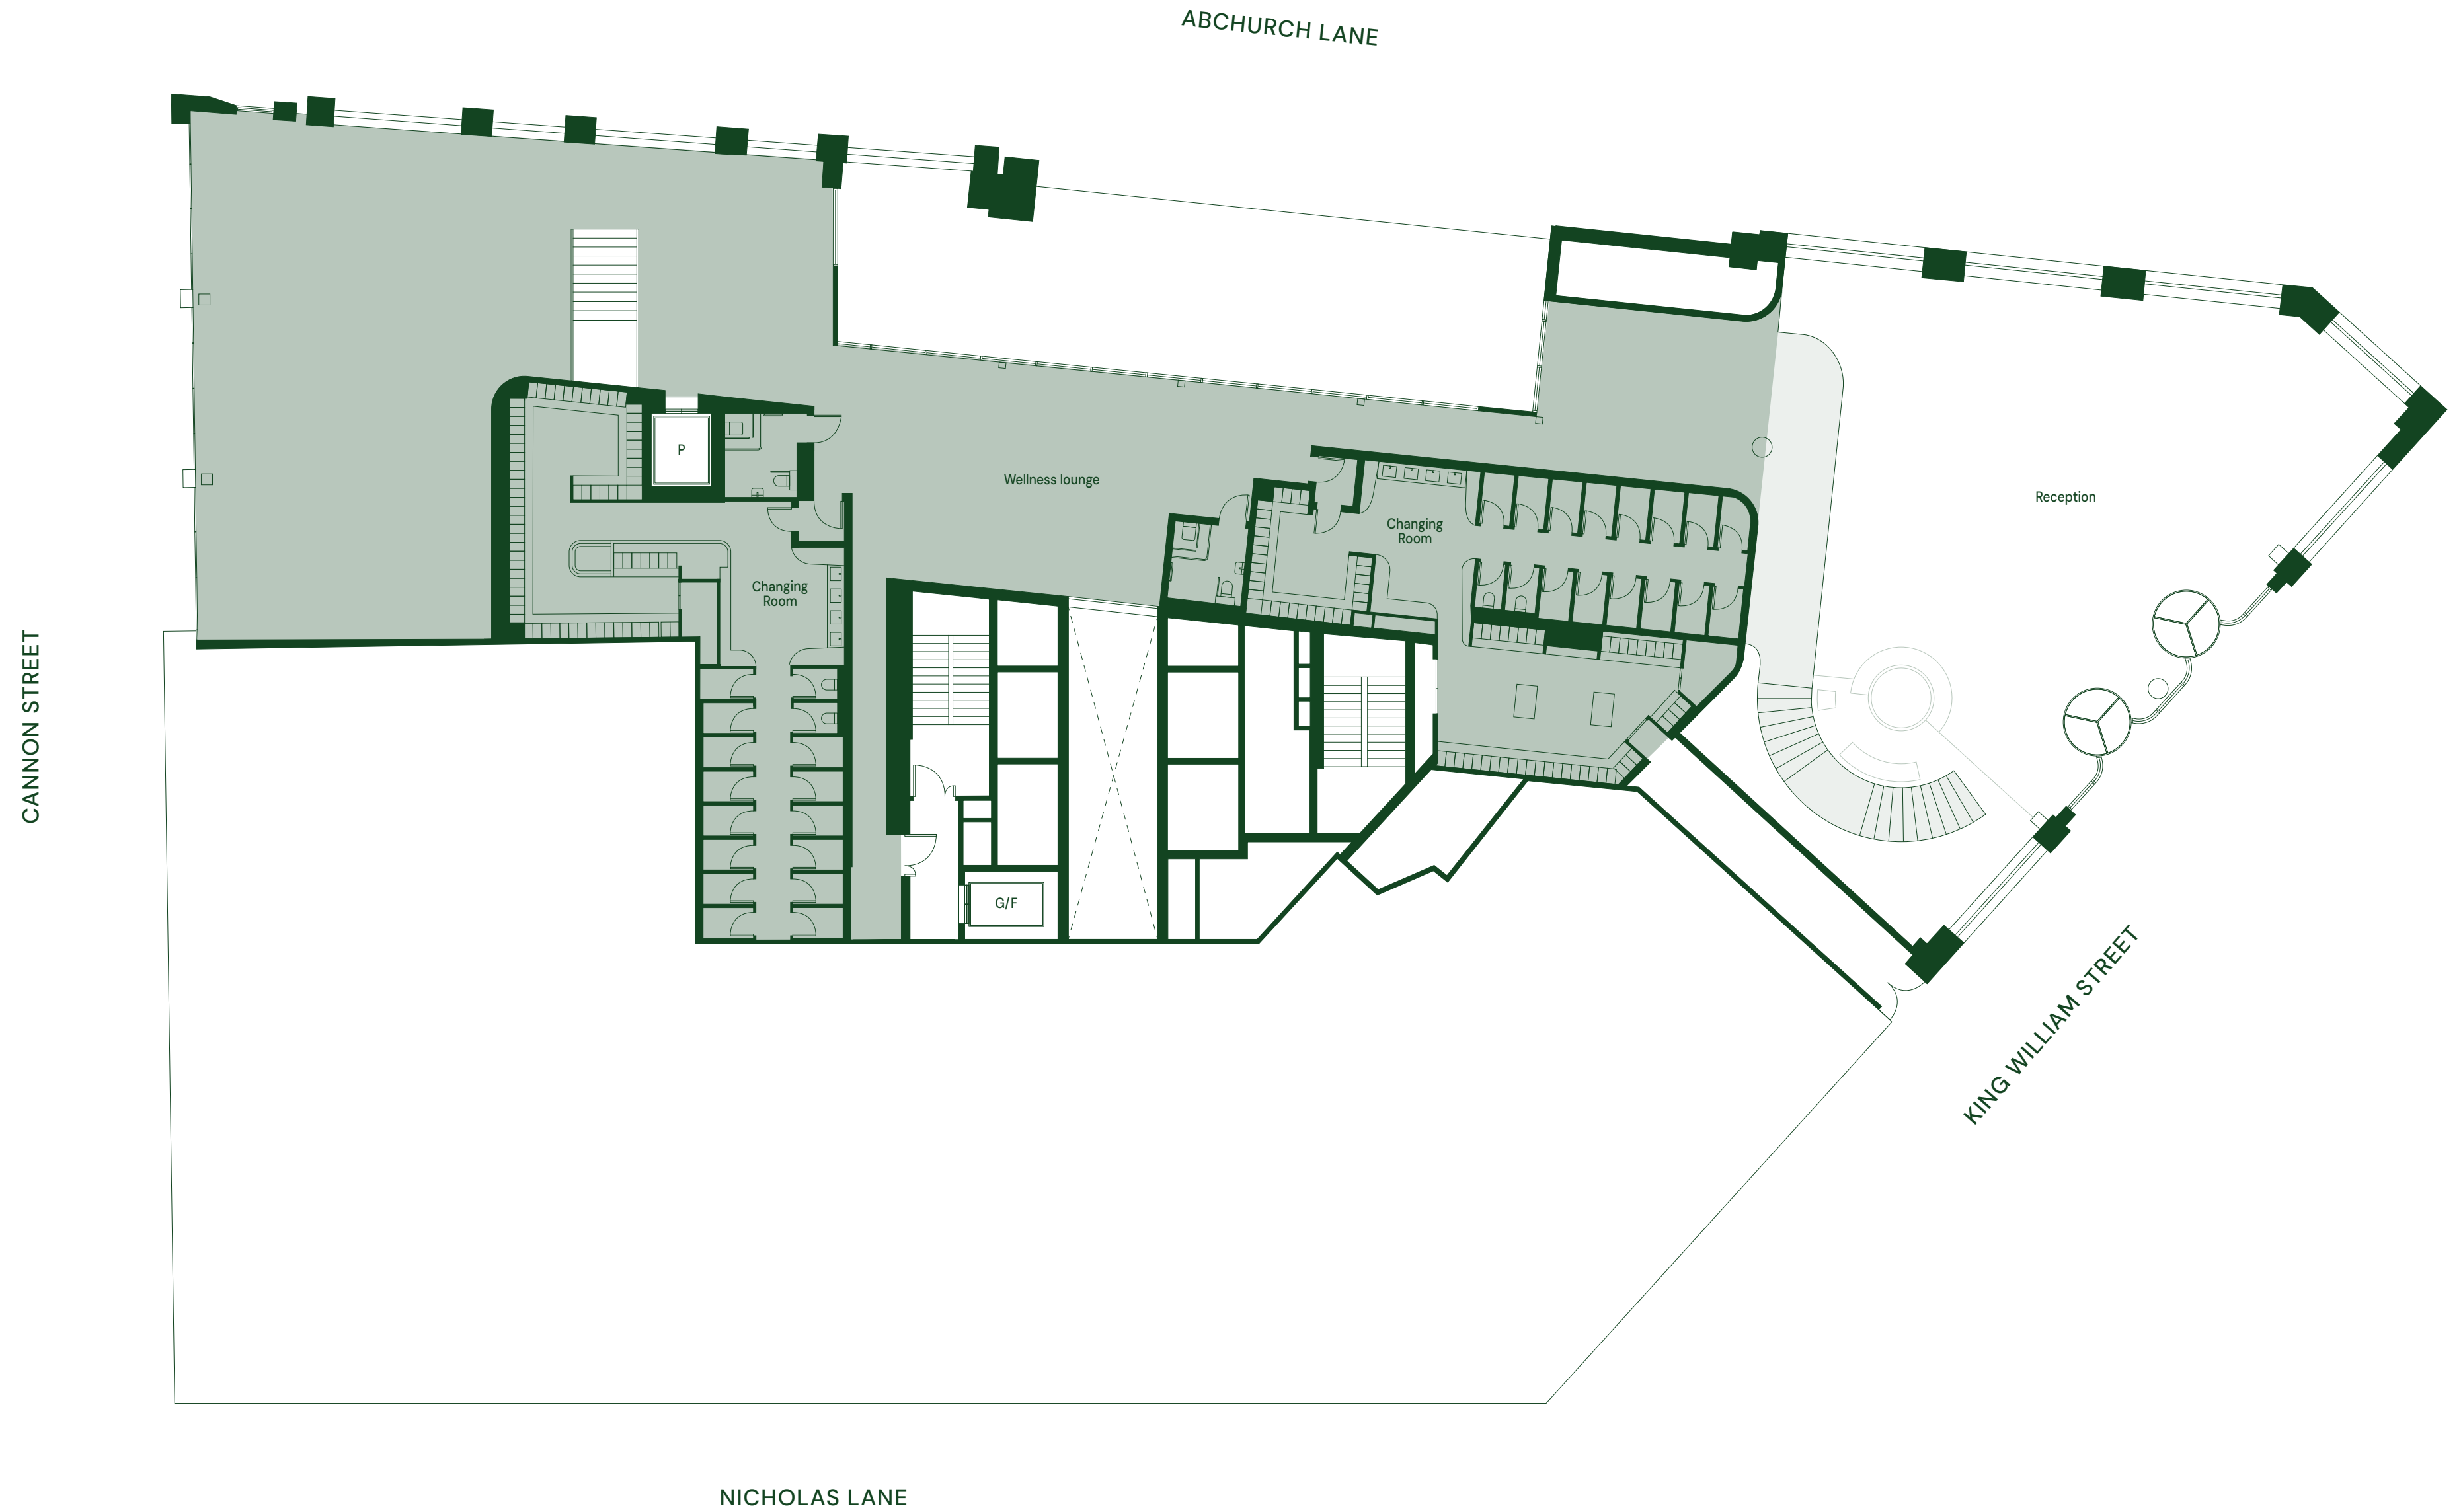 ABCHURCH LANE
P
Wellness lounge
Reception
Changing
Room
Changing
Room
CANNON STREET
G/F
KING WILLIAM STREET
NICHOLAS LANE